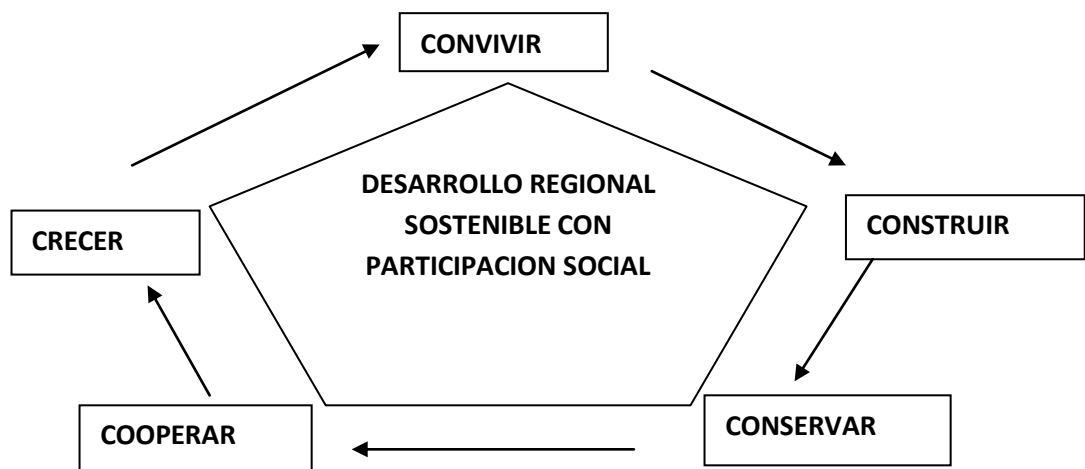 CONVIVIR
DESARROLLO REGIONAL
SOSTENIBLE CON
PARTICIPACION SOCIAL
CRECER
CONSTRUIR
COOPERAR
CONSERVAR